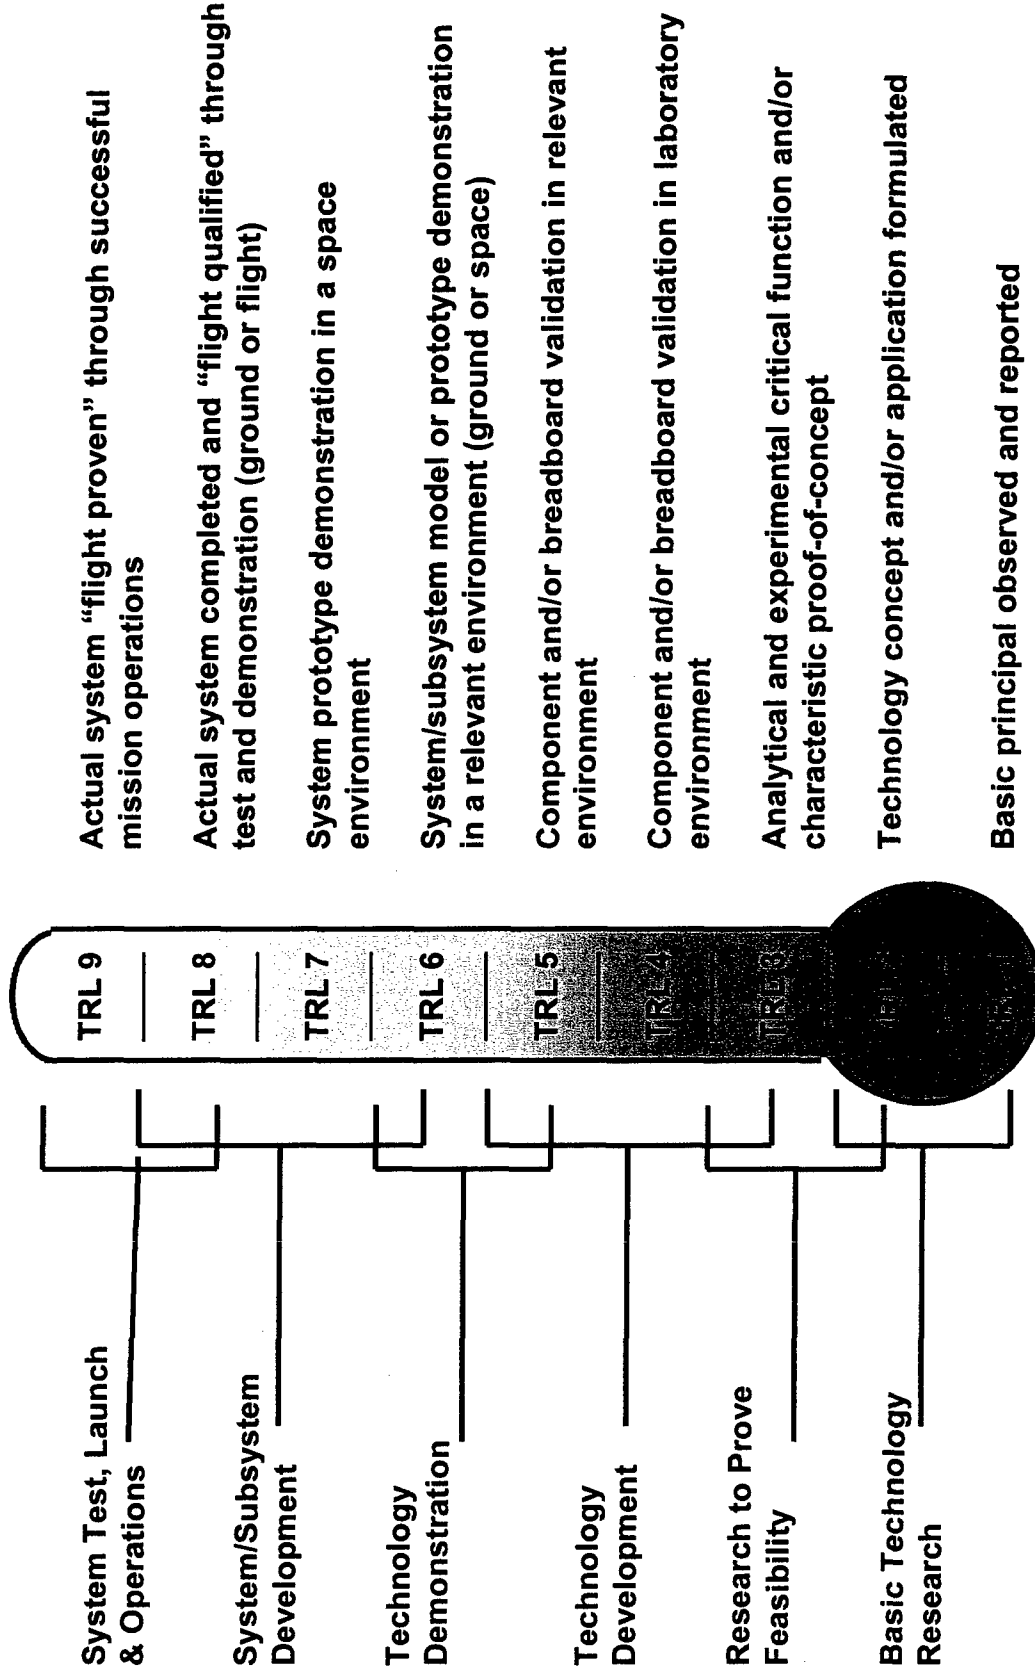 System Test, Launch
& Operations
System/Subsystem
Development
Technology
Demonstration
Technology
Development
Research to Prove
Feasibility
Basic Technology
Research
TRL 9
TRL 8
TRL 7
TRL 6
TRL 5
TRL 4
TRL 3
Actual system “flight proven” through successful
mission operations
Actual system completed and “flight qualified” through
test and demonstration (ground or flight)
System prototype demonstration in a space
environment
System/subsystem model or prototype demonstration
in a relevant environment (ground or space)
Component and/or breadboard validation in relevant
environment
Component and/or breadboard validation in laboratory
environment
Analytical and experimental critical function and/or
characteristic proof-of-concept
Technology concept and/or application formulated
Basic principal observed and reported